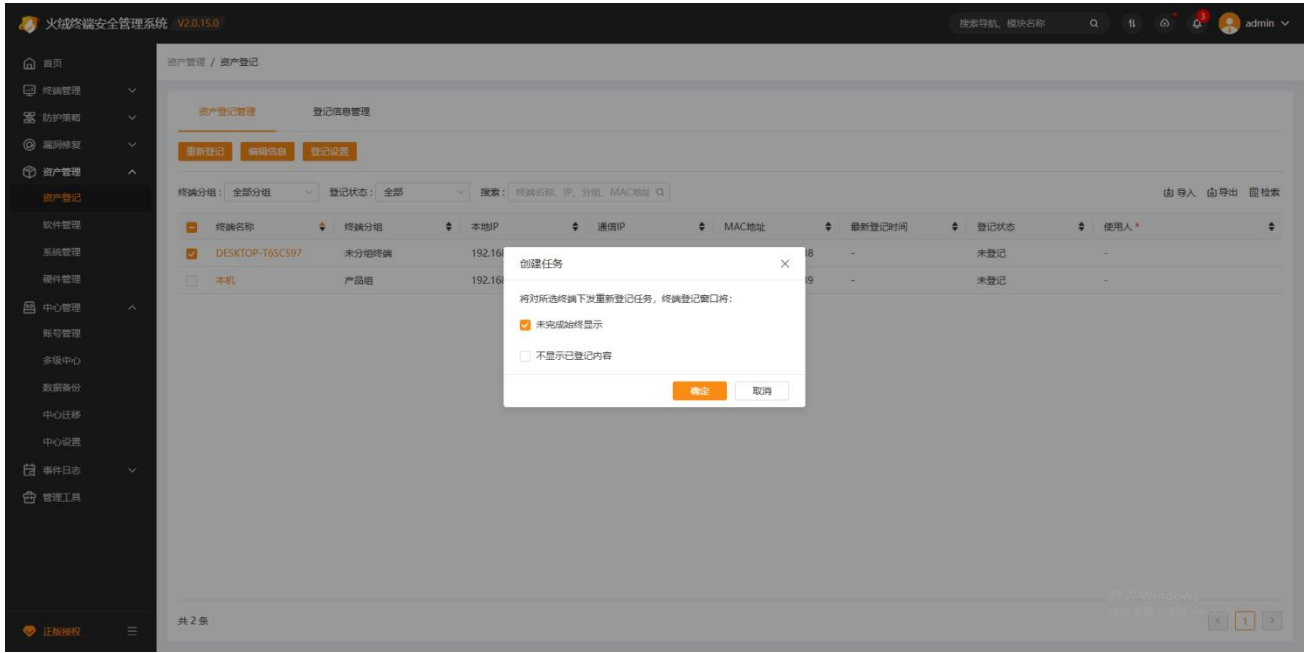 火绒终端安全管理系统 V2.0.15.0
搜索导航、模块名称
3
admin
首页
终端管理
防护策略
漏洞修复
资产管理
资产登记
软件管理
系统管理
硬件管理
中心管理
账号管理
多级中心
数据备份
中心迁移
中心设置
事件日志
管理工具
正版授权
资产管理 / 资产登记
资产登记管理 登记信息管理
重新登记 编辑信息 登记设置
终端分组: 全部分组 登记状态: 全部 搜索: 终端名称、IP、分组、MAC地址
导入 导出 检索
终端名称 终端分组 本地IP 通信IP MAC地址 最新登记时间 登记状态 使用人 *
DESKTOP-T6SC597 未分组终端 192.16 - 未登记 -
本机 产品组 192.16 - 未登记 -
创建任务
将对所选终端下发重新登记任务，终端登记窗口将:
未完成始终显示
不显示已登记内容
确定 取消
激活 Windows
共 2 条
1